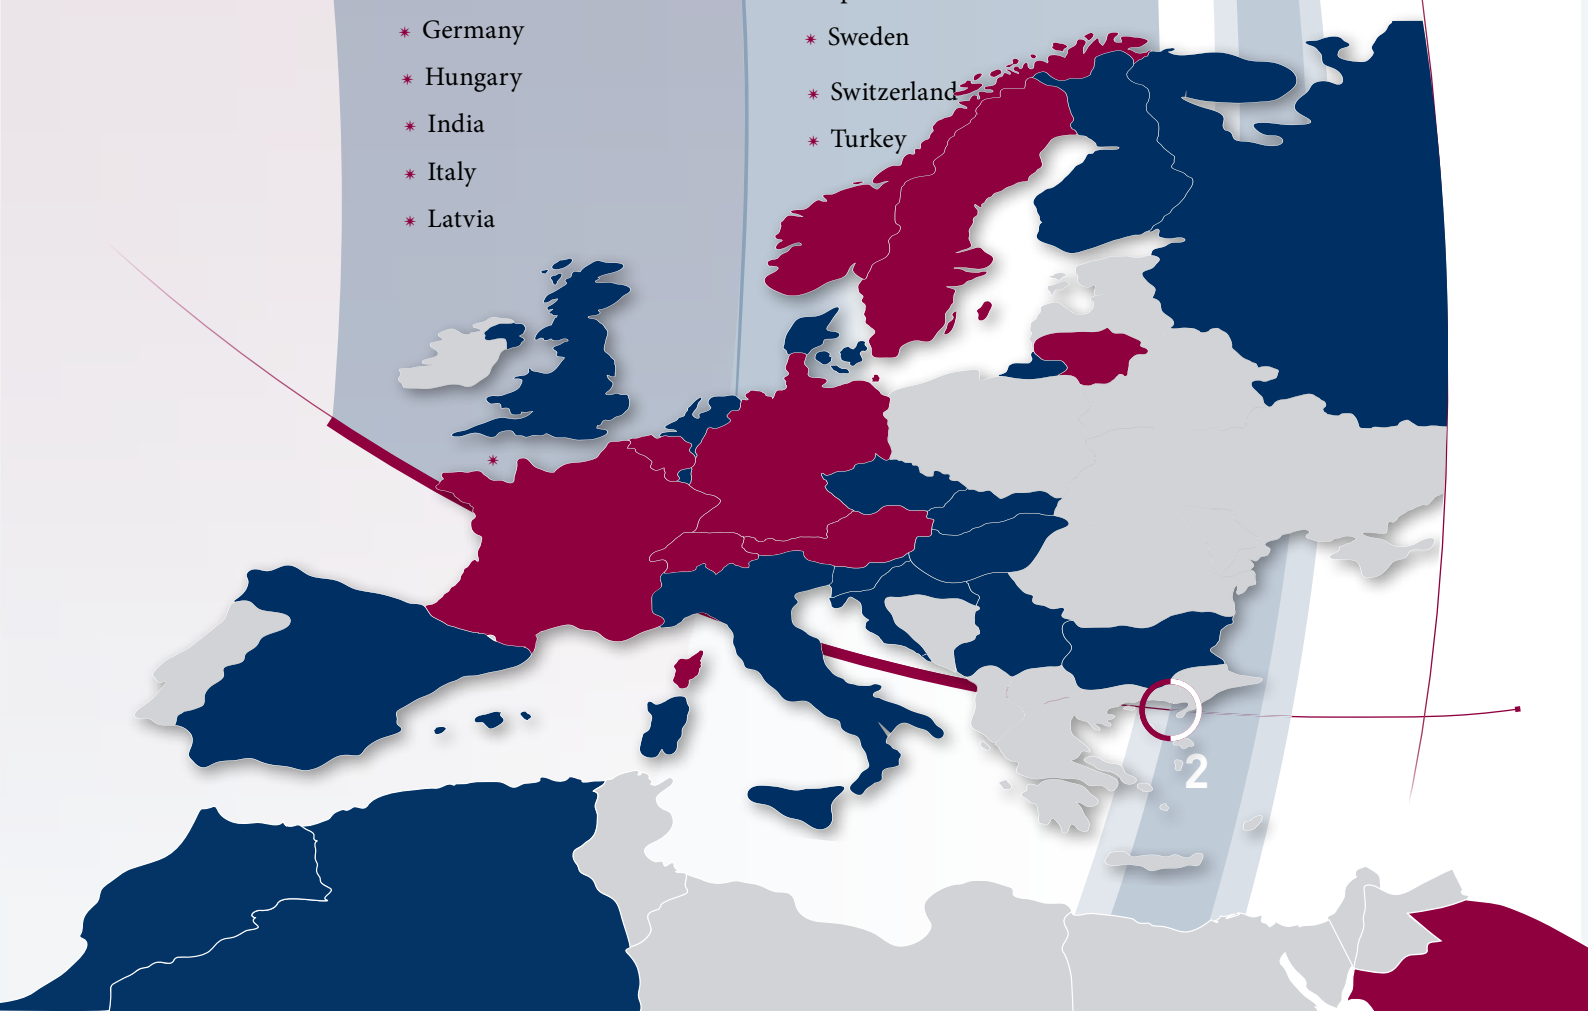 Germany
Hungary
India
Italy
Latvia
Sweden
Switzerland
Turkey
2